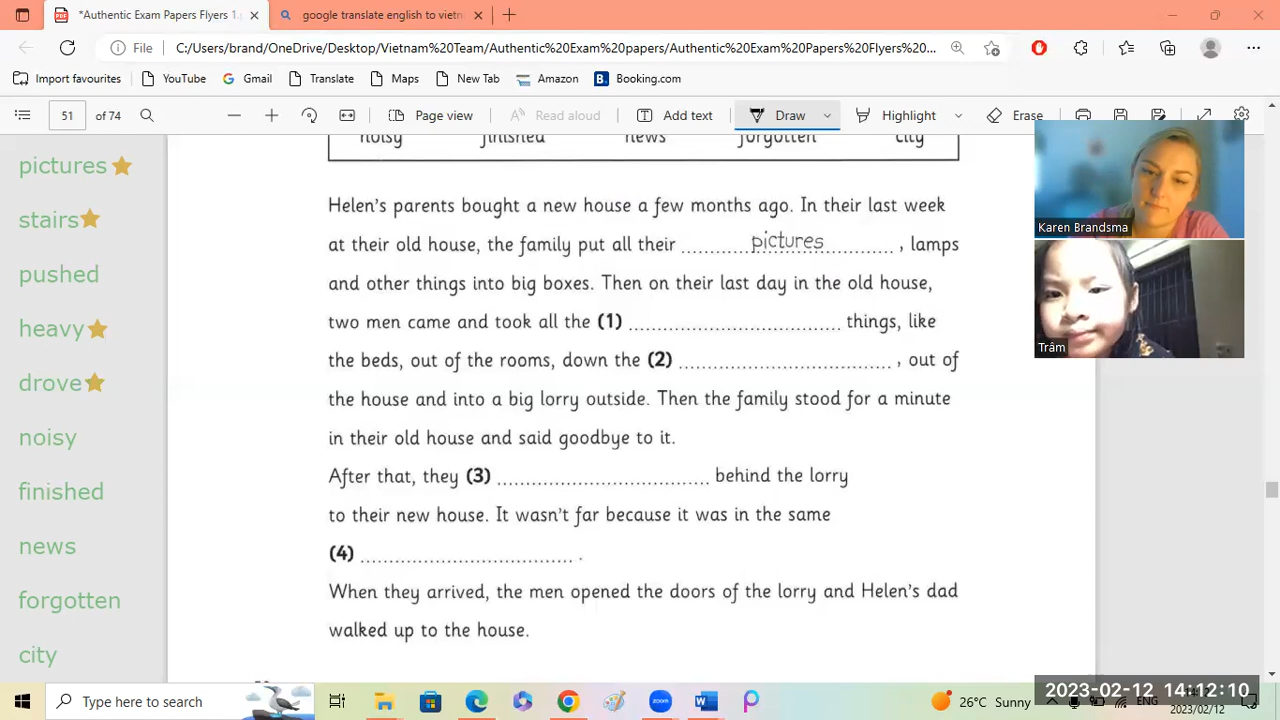 *Authentic Exam Papers Flyers 1
google translate english to vietn
File C:/Users/brand/OneDrive/Desktop/Vietnam%20Team/Authentic%20Exam%20papers/Authentic%20Exam%20Papers%20Flyers%20...
Import favourites YouTube Gmail Translate Maps New Tab Amazon Booking.com
51 of 74 Page view Read aloud Add text Draw Highlight Erase
noisy finished news forgotten city
pictures
stairs
pushed
heavy
drove
noisy
finished
news
forgotten
city
Helen's parents bought a new house a few months ago. In their last week
at their old house, the family put all their pictures , lamps
and other things into big boxes. Then on their last day in the old house,
two men came and took all the (1) things, like
the beds, out of the rooms, down the (2) , out of
the house and into a big lorry outside. Then the family stood for a minute
in their old house and said goodbye to it.
After that, they (3) behind the lorry
to their new house. It wasn't far because it was in the same
(4) .
When they arrived, the men opened the doors of the lorry and Helen's dad
walked up to the house.
Karen Brandsma
Trâm
Type here to search
26°C Sunny
ENG
2023-02-12 14:12:10
2023/02/12